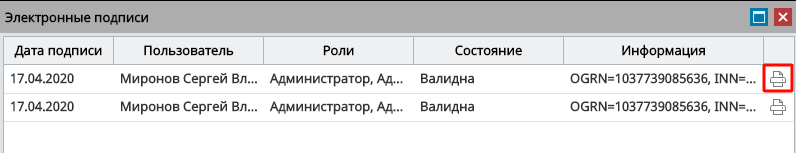 Электронные подписи
Дата подписи Пользователь Роли Состояние Информация
17.04.2020 Миронов Сергей Вл... Администратор, Ад... Валидна OGRN=1037739085636, INN=...
17.04.2020 Миронов Сергей Вл... Администратор, Ад... Валидна OGRN=1037739085636, INN=...